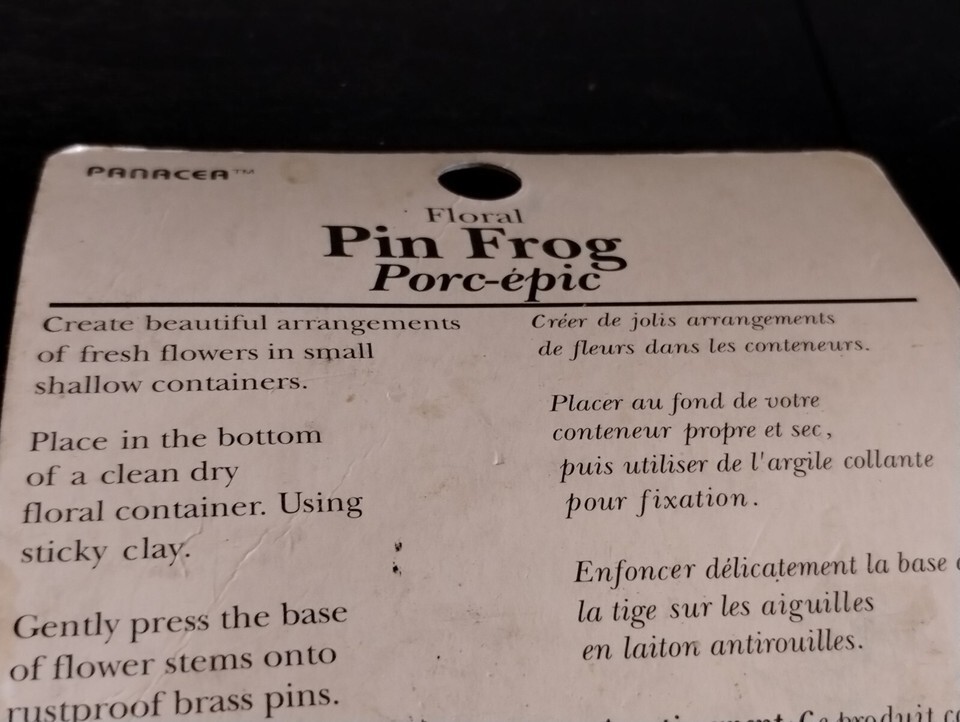 PANACEA™
Floral
Pin Frog
Porc-épic
Create beautiful arrangements
of fresh flowers in small
shallow containers.
Place in the bottom
of a clean dry
floral container. Using
sticky clay.
Gently press the base
of flower stems onto
rustproof brass pins.
Créer de jolis arrangements
de fleurs dans les conteneurs.
Placer au fond de votre
conteneur propre et sec,
puis utiliser de l'argile collante
pour fixation.
Enfoncer délicatement la base
la tige sur les aiguilles
en laiton antirouilles.
Ce produit